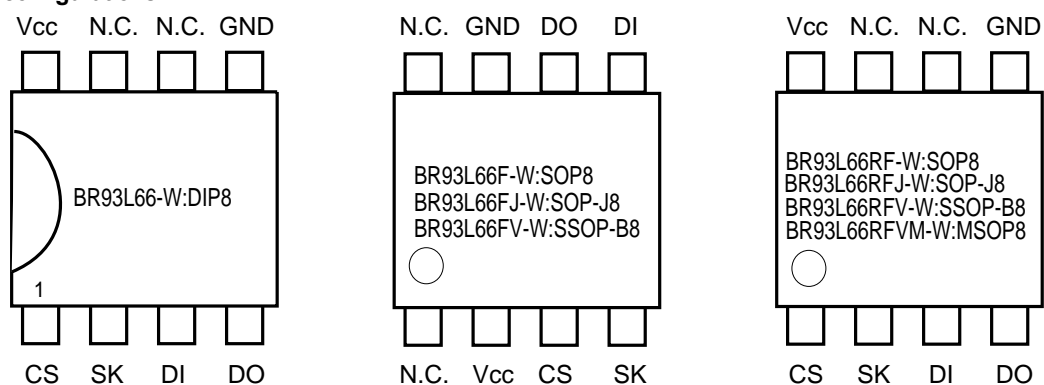 Vcc N.C. N.C. GND
BR93L66-W:DIP8
1
CS SK DI DO
N.C. GND DO DI
BR93L66F-W:SOP8
BR93L66FJ-W:SOP-J8
BR93L66FV-W:SSOP-B8
N.C. Vcc CS SK
Vcc N.C. N.C. GND
BR93L66RF-W:SOP8
BR93L66RFJ-W:SOP-J8
BR93L66RFV-W:SSOP-B8
BR93L66RFVM-W:MSOP8
CS SK DI DO